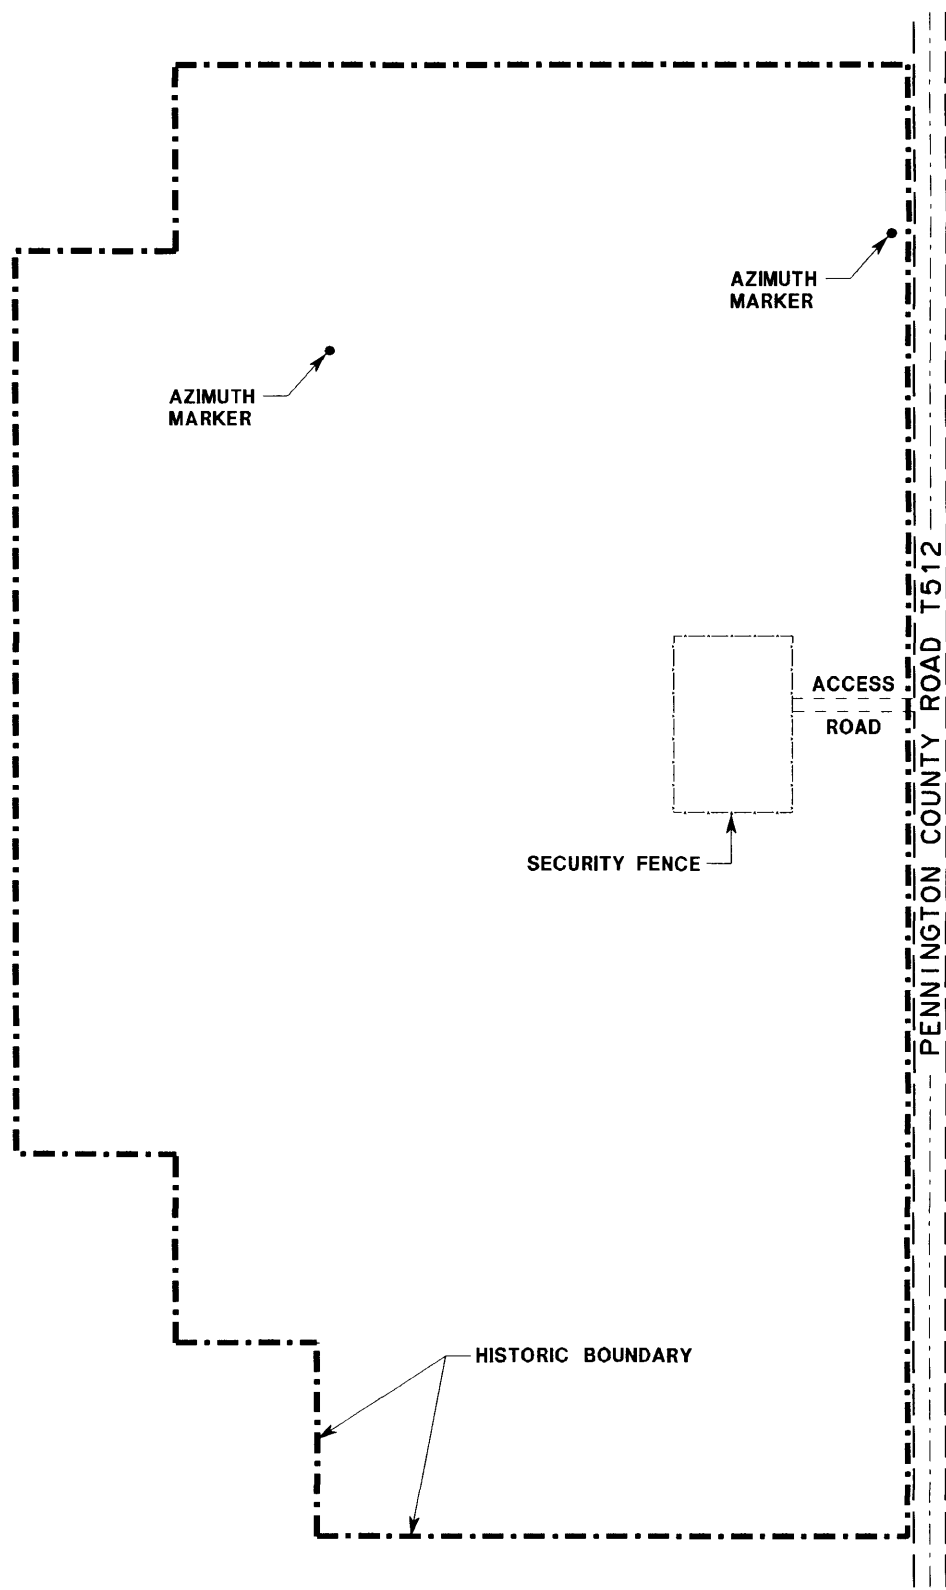 AZIMUTH
MARKER
AZIMUTH
MARKER
PENNINGTON COUNTY ROAD T512
ACCESS
ROAD
SECURITY FENCE
HISTORIC BOUNDARY